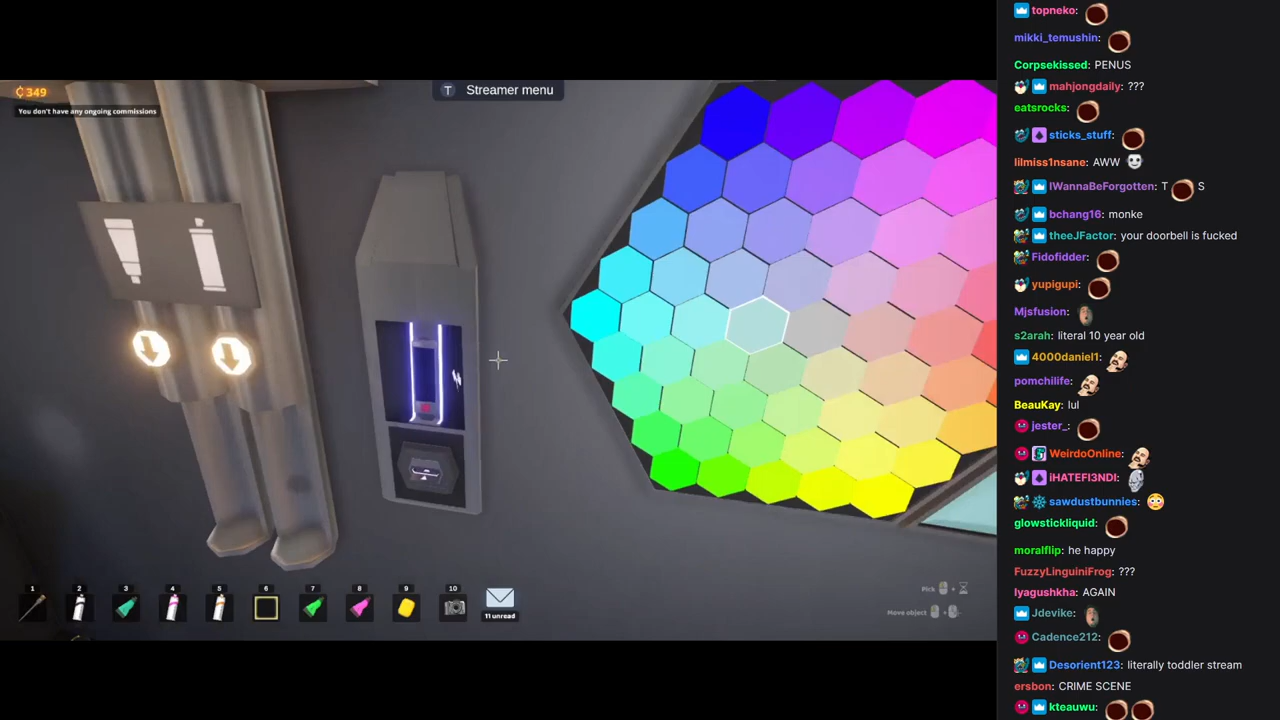 349
You don't have any ongoing commissions
T Streamer menu
1 2 3 4 5 6 7 8 9 10
11 unread
Pick +
Move object +
topneko:
mikki_temushin:
Corpsekissed: PENUS
mahjongdaily: ???
eatsrocks:
sticks_stuff:
lilmiss1nsane: AWW
IWannaBeForgotten: T S
bchang16: monke
theeJFactor: your doorbell is fucked
Fidofidder:
yupigupi:
Mjsfusion:
s2arah: literal 10 year old
4000daniel1:
pomchilife:
BeauKay: lul
jester_:
WeirdoOnline:
iHATEFI3NDI:
sawdustbunnies:
glowstickliquid:
moralflip: he happy
FuzzyLinguiniFrog: ???
lyagushkha: AGAIN
Jdevike:
Cadence212:
Desorient123: literally toddler stream
ersbon: CRIME SCENE
kteauwu: